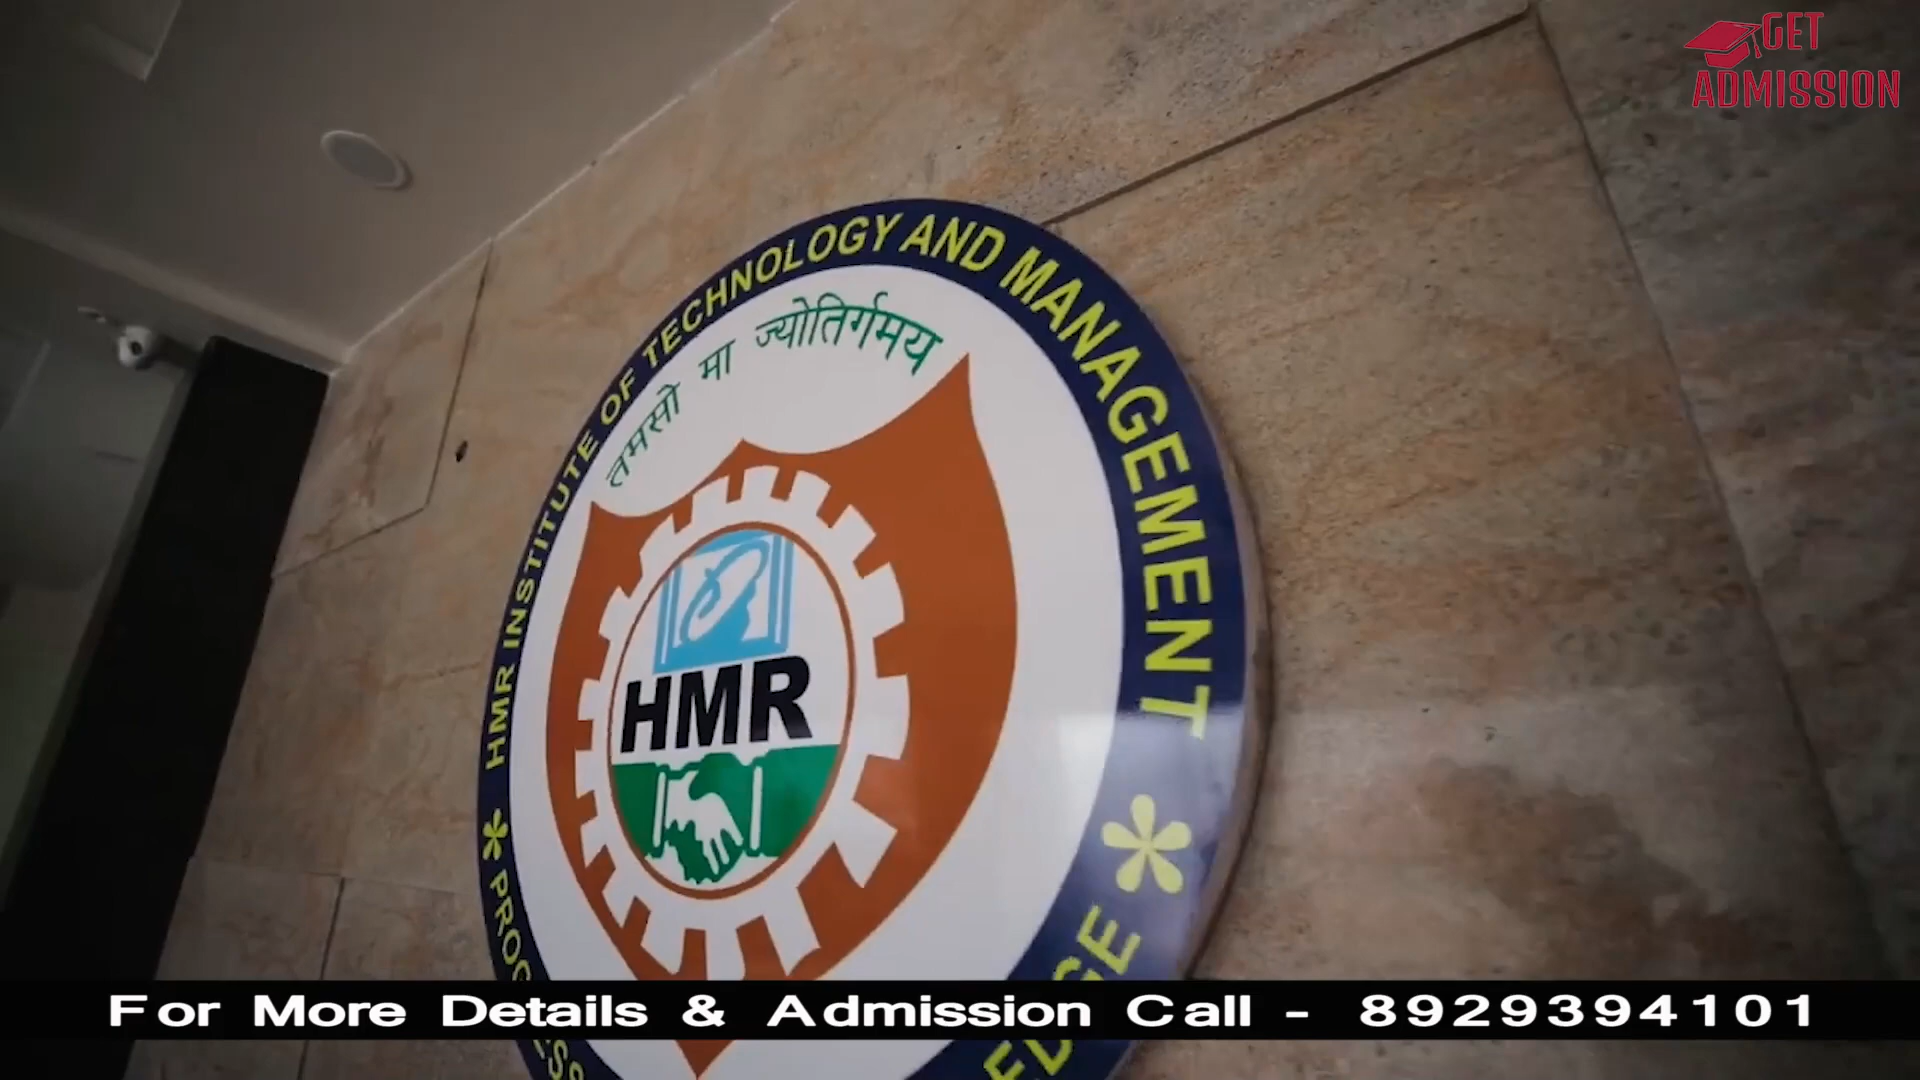 GET
ADMISSION
HMR INSTITUTE OF TECHNOLOGY AND MANAGEMENT
तमसो मा ज्योतिर्गमय
HMR
For More Details & Admission Call - 8929394101